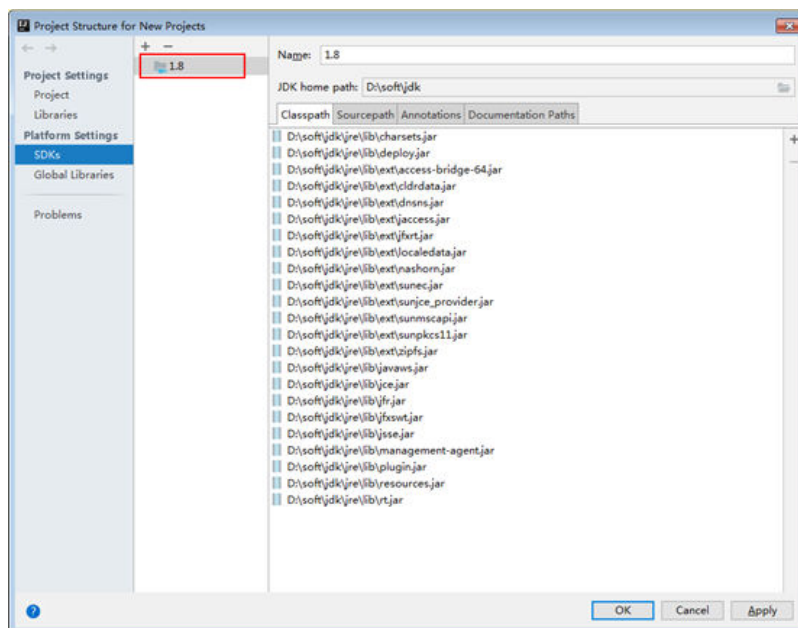 Project Structure for New Projects
Project Settings
Project
Libraries
Platform Settings
SDKs
Global Libraries
Problems
1.8
Name: 1.8
JDK home path: D:\soft\jdk
Classpath Sourcepath Annotations Documentation Paths
D:\soft\jdk\jre\lib\charsets.jar
D:\soft\jdk\jre\lib\deploy.jar
D:\soft\jdk\jre\lib\ext\access-bridge-64.jar
D:\soft\jdk\jre\lib\ext\cldrdata.jar
D:\soft\jdk\jre\lib\ext\dnsns.jar
D:\soft\jdk\jre\lib\ext\jaccess.jar
D:\soft\jdk\jre\lib\ext\jfxrt.jar
D:\soft\jdk\jre\lib\ext\localedata.jar
D:\soft\jdk\jre\lib\ext\nashorn.jar
D:\soft\jdk\jre\lib\ext\sunec.jar
D:\soft\jdk\jre\lib\ext\sunjce_provider.jar
D:\soft\jdk\jre\lib\ext\sunmscapi.jar
D:\soft\jdk\jre\lib\ext\sunpkcs11.jar
D:\soft\jdk\jre\lib\ext\zipfs.jar
D:\soft\jdk\jre\lib\javaws.jar
D:\soft\jdk\jre\lib\jce.jar
D:\soft\jdk\jre\lib\jfr.jar
D:\soft\jdk\jre\lib\jfxswt.jar
D:\soft\jdk\jre\lib\jsse.jar
D:\soft\jdk\jre\lib\management-agent.jar
D:\soft\jdk\jre\lib\plugin.jar
D:\soft\jdk\jre\lib\resources.jar
D:\soft\jdk\jre\lib\rt.jar
OK Cancel Apply